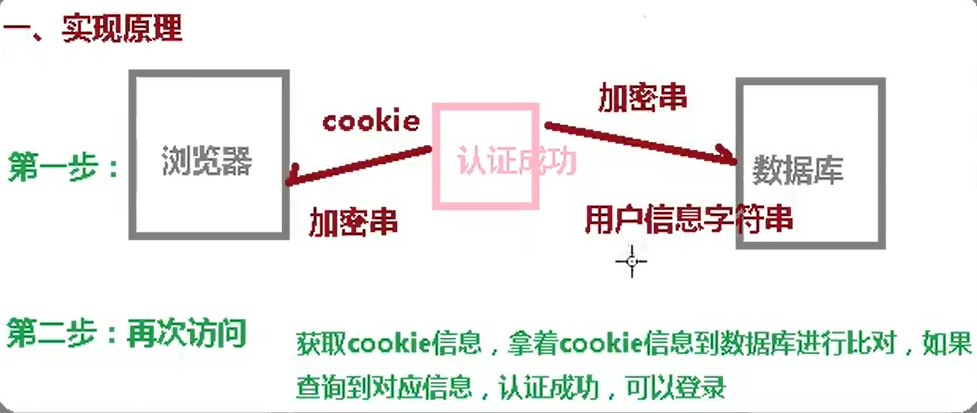 一、实现原理
加密串
cookie
第一步：
浏览器
认证成功
数据库
加密串
用户信息字符串
第二步：再次访问
获取cookie信息，拿着cookie信息到数据库进行比对，如果
查询到对应信息，认证成功，可以登录